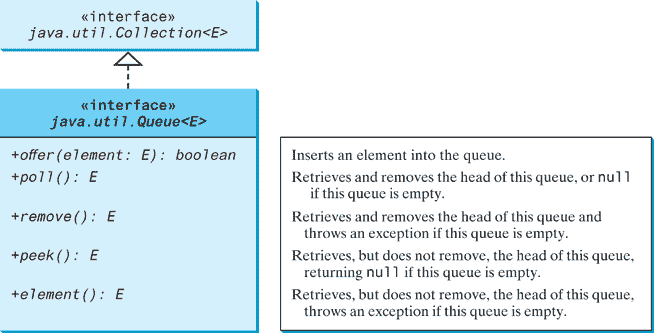 «interface»
java.util.Collection<E>
«interface»
java.util.Queue<E>
+offer(element: E): boolean
Inserts an element into the queue.
+poll(): E
Retrieves and removes the head of this queue, or null
if this queue is empty.
+remove(): E
Retrieves and removes the head of this queue and
throws an exception if this queue is empty.
+peek(): E
Retrieves, but does not remove, the head of this queue,
returning null if this queue is empty.
+element(): E
Retrieves, but does not remove, the head of this queue,
throws an exception if this queue is empty.